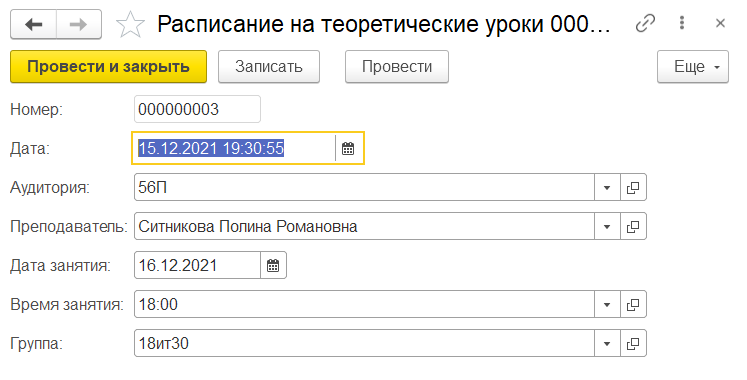 Расписание на теоретические уроки 000...
Провести и закрыть Записать Провести Еще
Номер: 000000003
Дата: 15.12.2021 19:30:55
Аудитория: 56П
Преподаватель: Ситникова Полина Романовна
Дата занятия: 16.12.2021
Время занятия: 18:00
Группа: 18ит30